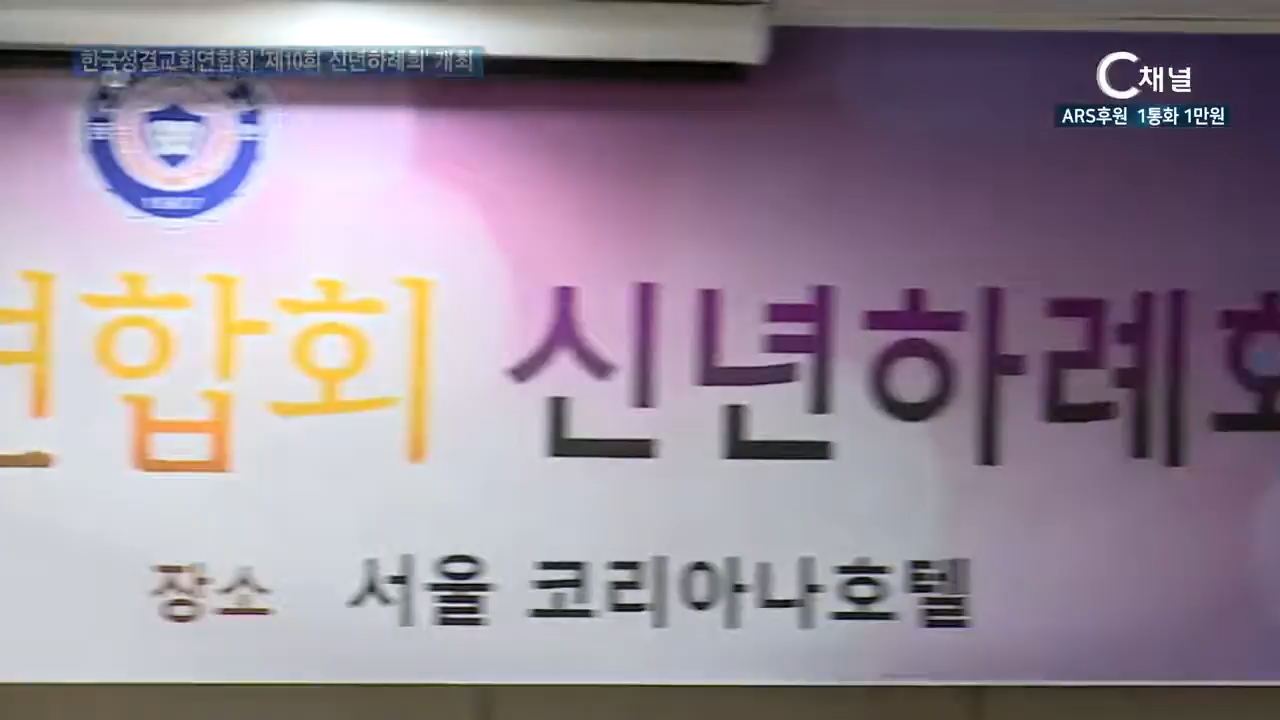 한국성결교회연합회 '제10회 신년하례회' 개최
C채널
ARS후원 1통화 1만원
연합회 신년하례회
장소 서울 코리아나호텔